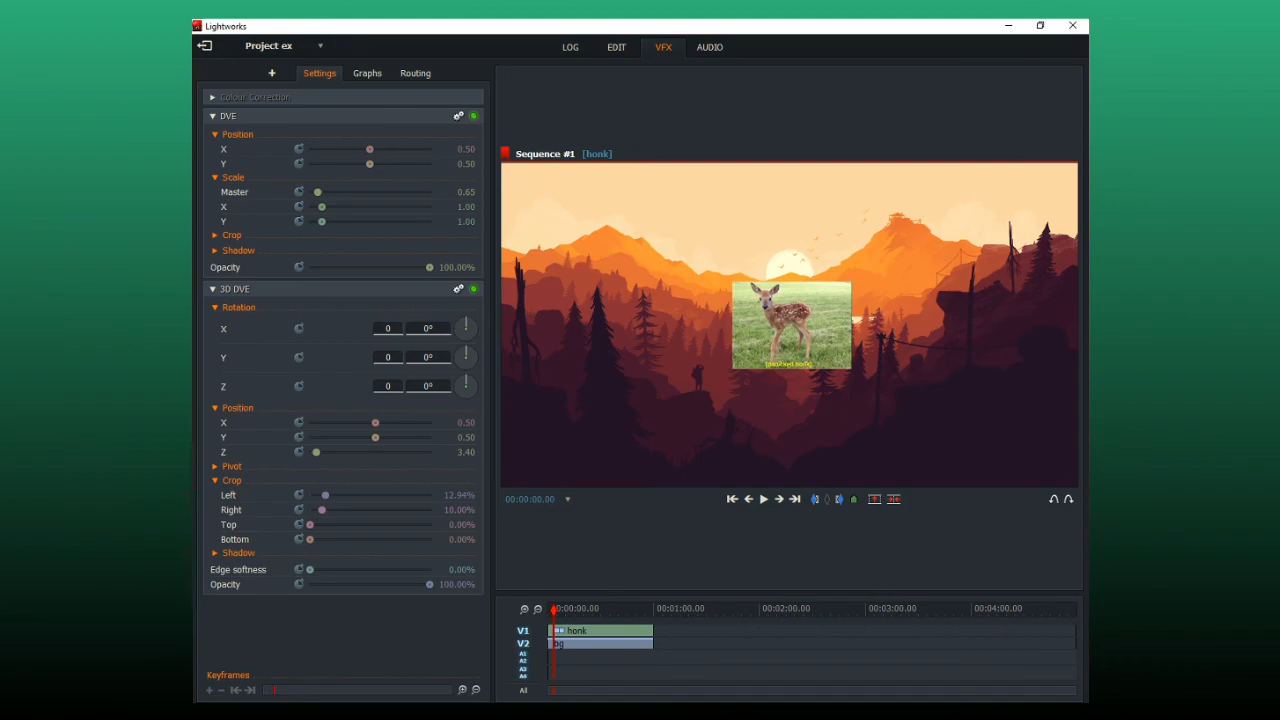 Lightworks
Project ex
LOG EDIT VFX AUDIO
+ Settings Graphs Routing
Colour Correction
DVE
Position
X 0.50
Y 0.50
Scale
Master 0.65
X 1.00
Y 1.00
Crop
Shadow
Opacity 100.00%
3D DVE
Rotation
X 0 0°
Y 0 0°
Z 0 0°
Position
X 0.50
Y 0.50
Z 3.40
Pivot
Crop
Left 12.94%
Right 10.00%
Top 0.00%
Bottom 0.00%
Shadow
Edge softness 0.00%
Opacity 100.00%
Keyframes
Sequence #1 [honk]
00:00:00.00
0:00:00.00 00:01:00.00 00:02:00.00 00:03:00.00 00:04:00.00
V1 honk
V2
A1
A2
A3
A4
All